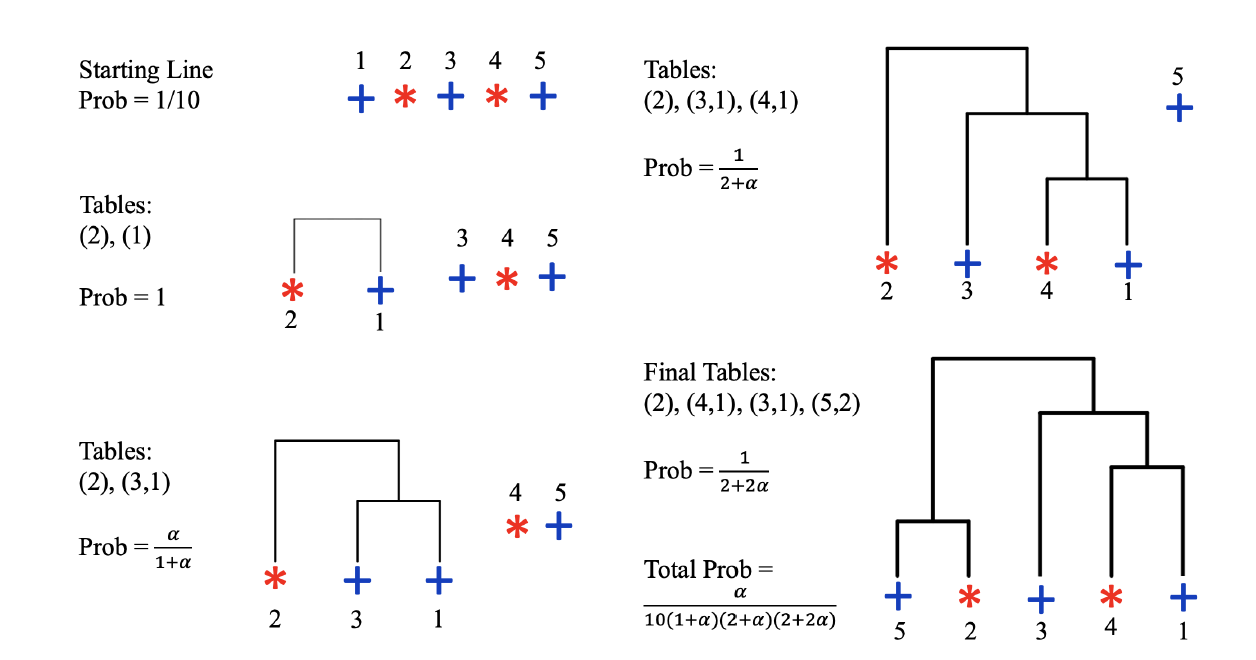 Starting Line
Prob = 1/10
1 2 3 4 5
+ * + * +
Tables:
(2), (1)
Prob = 1
3 4 5
+ * +
* +
2 1
Tables:
(2), (3,1)
Prob = α/(1+α)
4 5
* +
* + +
2 3 1
Tables:
(2), (3,1), (4,1)
Prob = 1/(2+α)
5
+
* + * +
2 3 4 1
Final Tables:
(2), (4,1), (3,1), (5,2)
Prob = 1/(2+2α)
Total Prob =
α/(10(1+α)(2+α)(2+2α))
+ * + * +
5 2 3 4 1